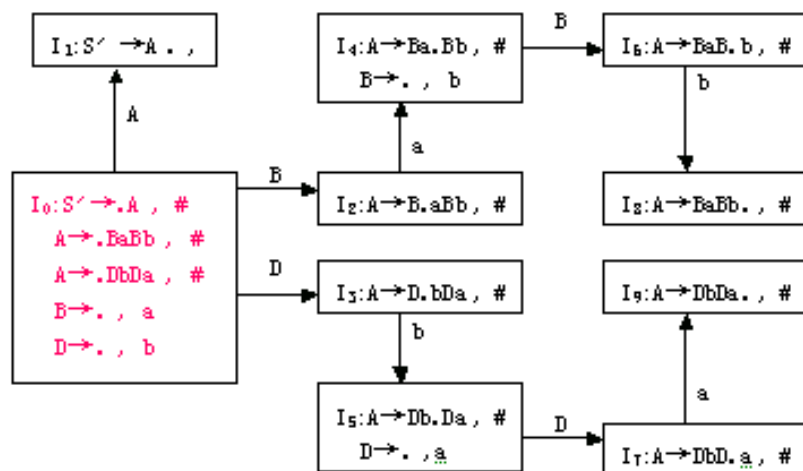 I₁:S′→A . ,
A
I₀:S′→.A , #
A→.BaBb , #
A→.DbDa , #
B→. , a
D→. , b
B
I₂:A→B.aBb, #
a
I₄:A→Ba.Bb, #
B→. , b
B
I₆:A→BaB.b, #
b
I₈:A→BaBb., #
D
I₃:A→D.bDa, #
b
I₅:A→Db.Da, #
D→. ,a
D
I₇:A→DbD.a, #
a
I₉:A→DbDa., #